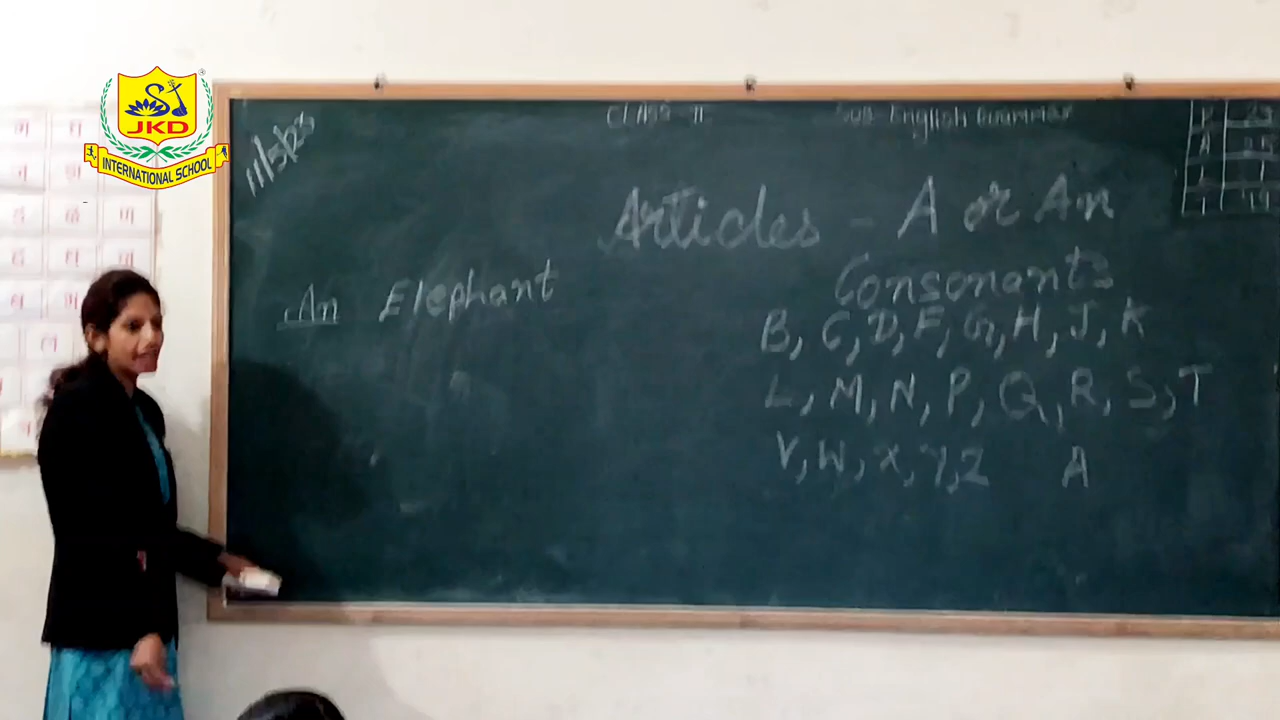 JKD
INTERNATIONAL SCHOOL
11/5/23
CLASS II
Sub English Grammar
Articles - A or An
An Elephant
Consonants
B, C, D, F, G, H, J, K
L, M, N, P, Q, R, S, T
V, W, X, Y, Z A